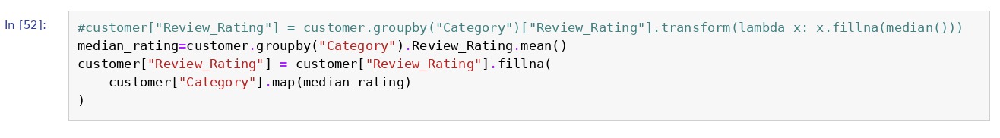 In [52]:
#customer["Review_Rating"] = customer.groupby("Category")["Review_Rating"].transform(lambda x: x.fillna(median()))
median_rating=customer.groupby("Category").Review_Rating.mean()
customer["Review_Rating"] = customer["Review_Rating"].fillna(
    customer["Category"].map(median_rating)
)